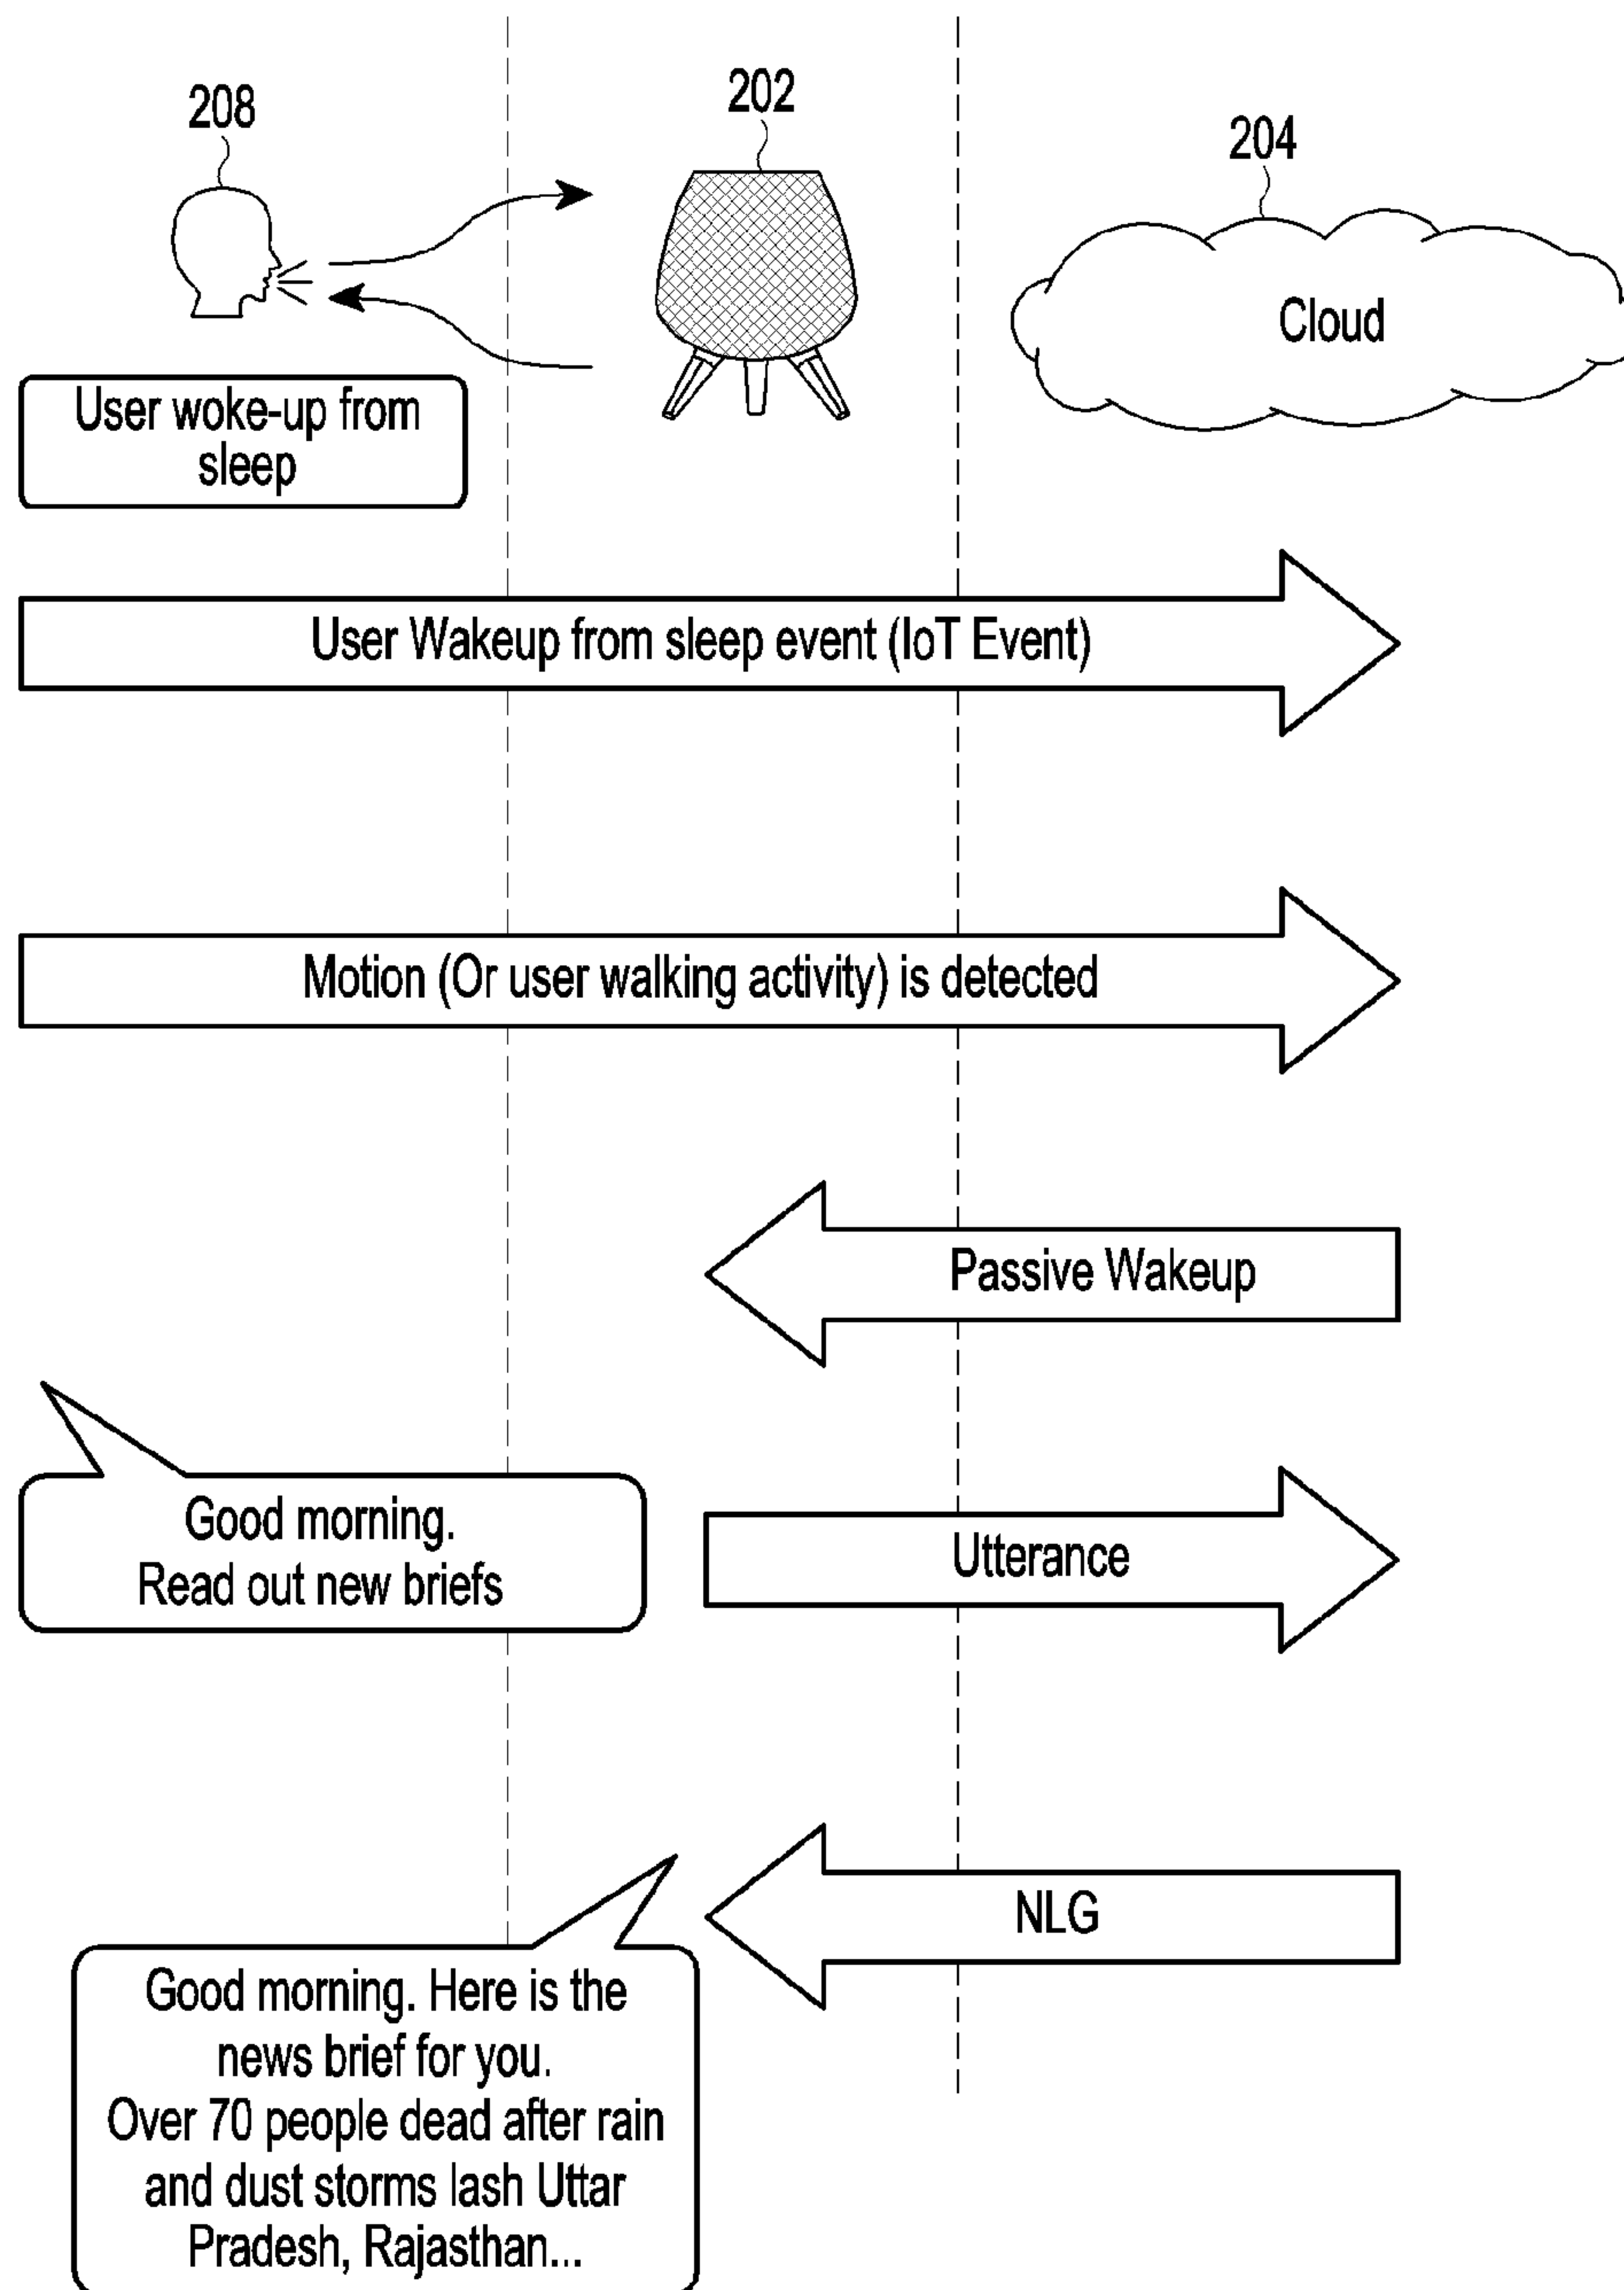 208
202
204
Cloud
User woke-up from
sleep
User Wakeup from sleep event (IoT Event)
Motion (Or user walking activity) is detected
Passive Wakeup
Good morning.
Read out new briefs
Utterance
NLG
Good morning. Here is the
news brief for you.
Over 70 people dead after rain
and dust storms lash Uttar
Pradesh, Rajasthan...